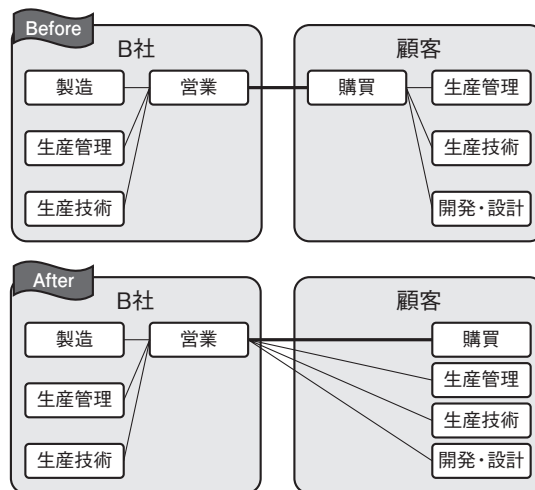 Before
B社
顧客
製造
営業
購買
生産管理
生産管理
生産技術
生産技術
開発・設計
After
B社
顧客
製造
営業
購買
生産管理
生産管理
生産技術
生産技術
開発・設計